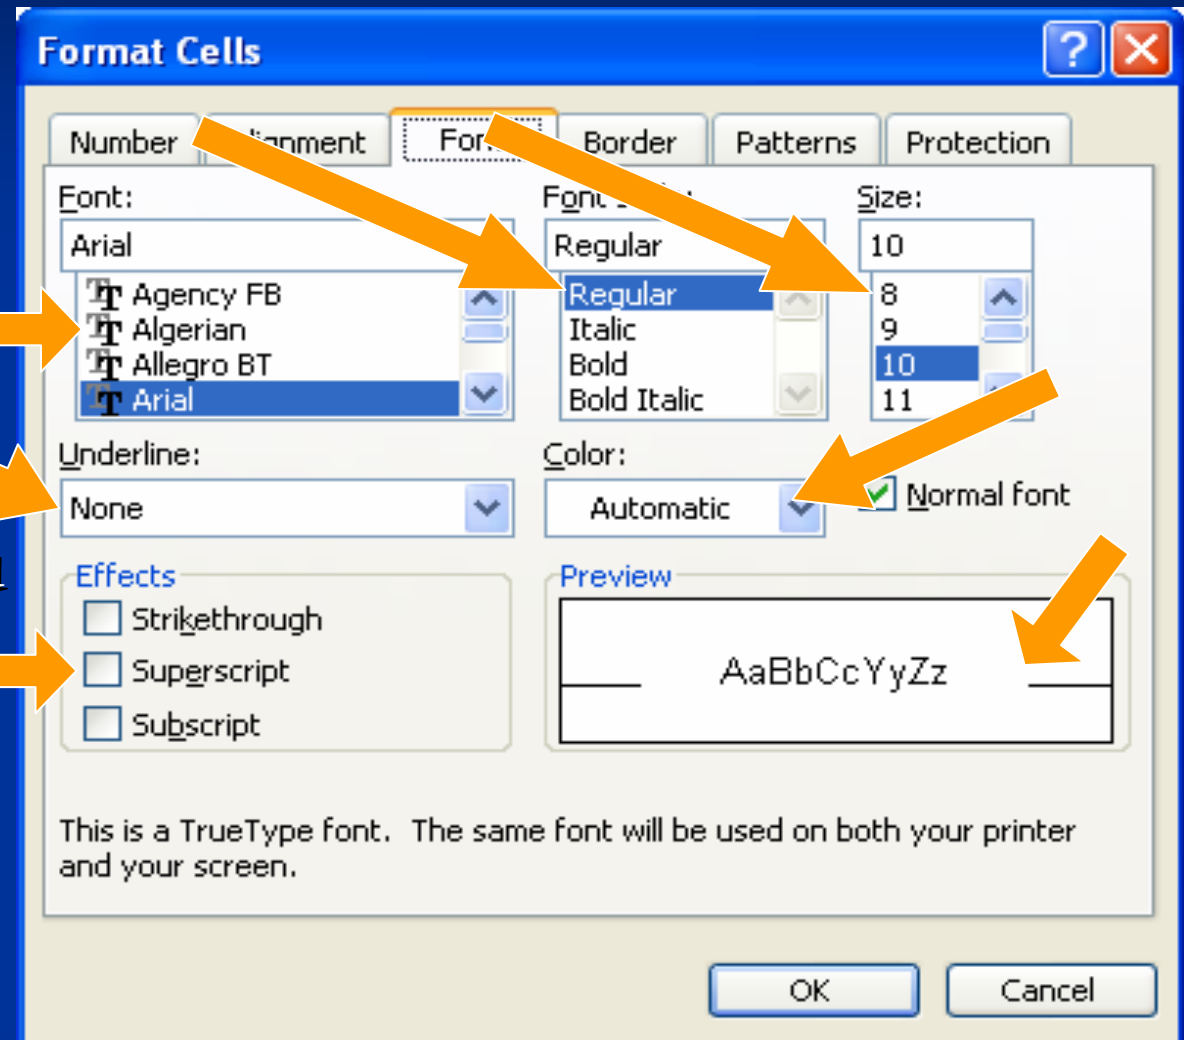 Format Cells
Number
Font
Border
Patterns
Protection
Font:
Size:
Arial
Regular
10
Agency FB
Algerian
Allegro BT
Arial
Regular
Italic
Bold
Bold Italic
8
9
10
11
Underline:
Color:
None
Automatic
Normal font
Effects
Preview
Strikethrough
Superscript
Subscript
AaBbCcYyZz
This is a TrueType font. The same font will be used on both your printer
and your screen.
OK
Cancel